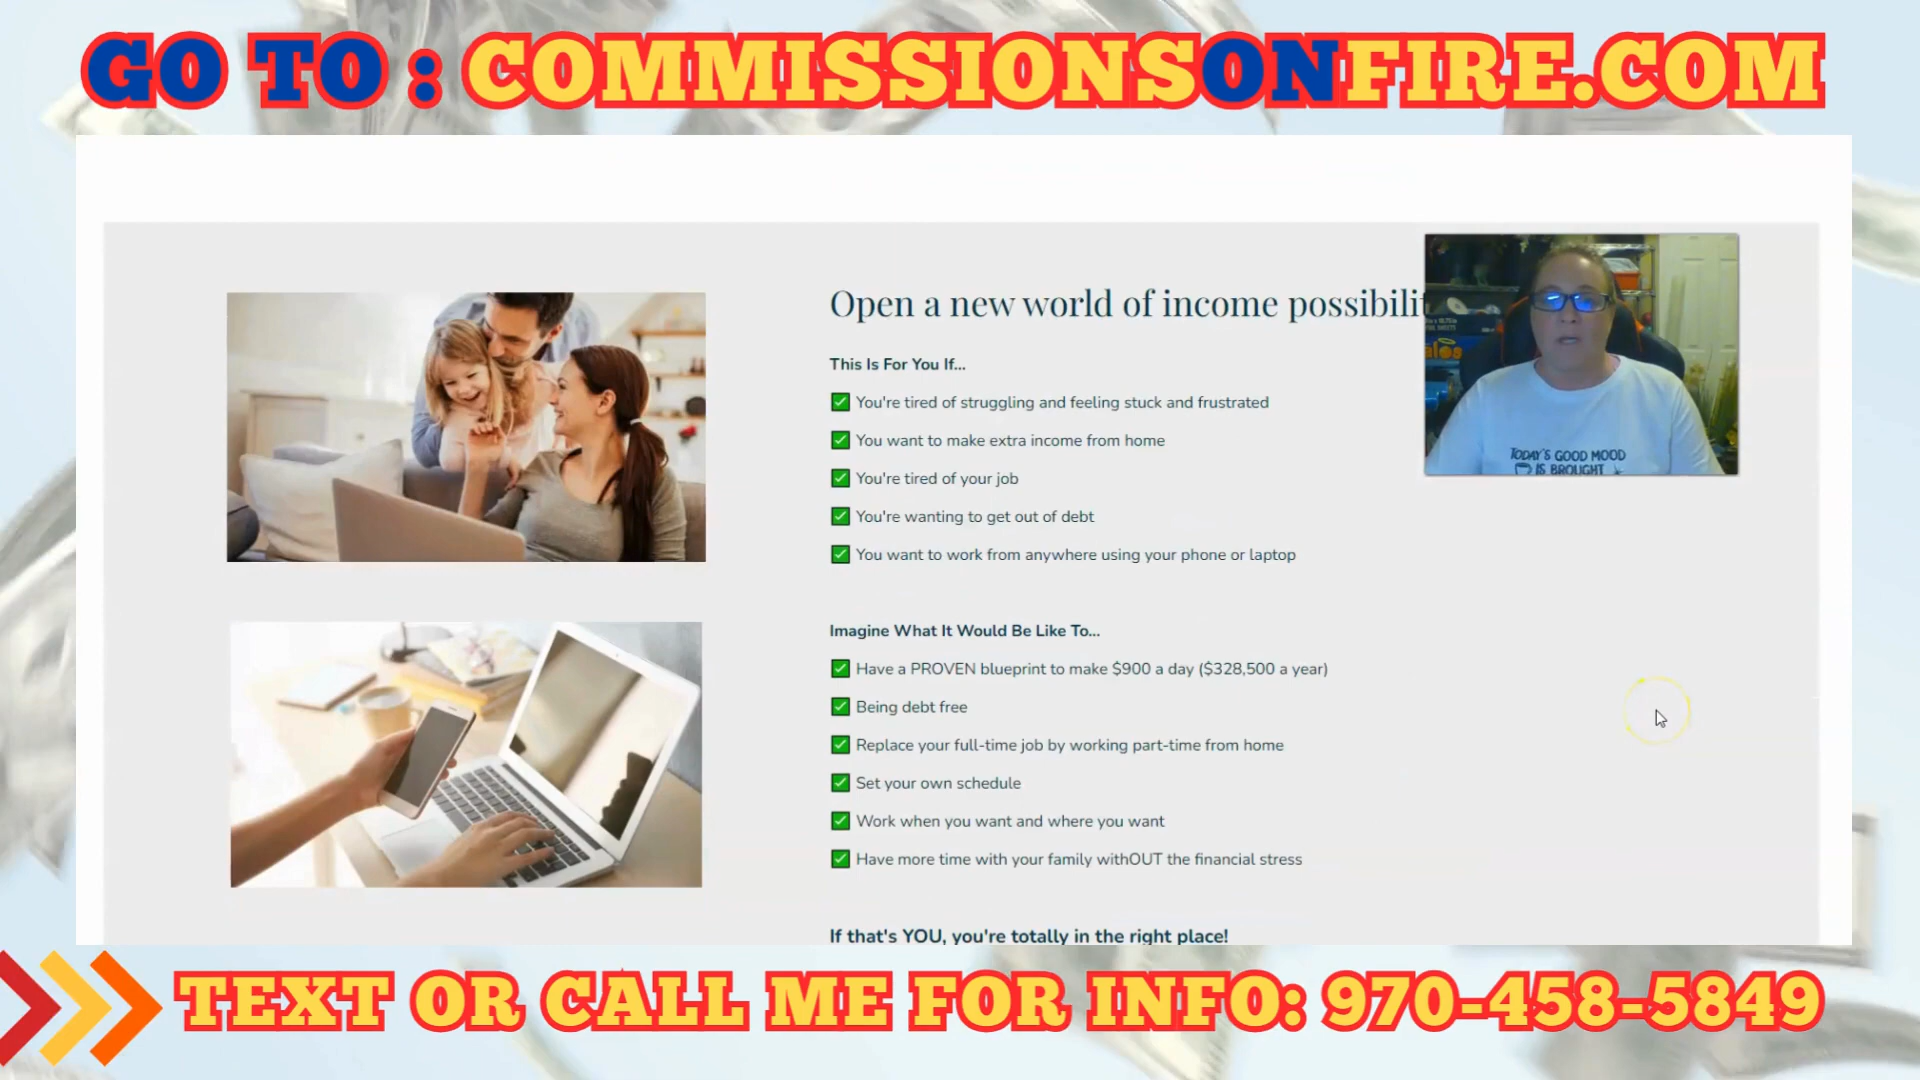 GO TO : COMMISSIONSONFIRE.COM
Open a new world of income possibilit
This Is For You If...
✅ You're tired of struggling and feeling stuck and frustrated
✅ You want to make extra income from home
✅ You're tired of your job
✅ You're wanting to get out of debt
✅ You want to work from anywhere using your phone or laptop
TODAY'S GOOD MOOD
IS BROUGHT
Imagine What It Would Be Like To...
✅ Have a PROVEN blueprint to make $900 a day ($328,500 a year)
✅ Being debt free
✅ Replace your full-time job by working part-time from home
✅ Set your own schedule
✅ Work when you want and where you want
✅ Have more time with your family withOUT the financial stress
If that's YOU, you're totally in the right place!
TEXT OR CALL ME FOR INFO: 970-458-5849